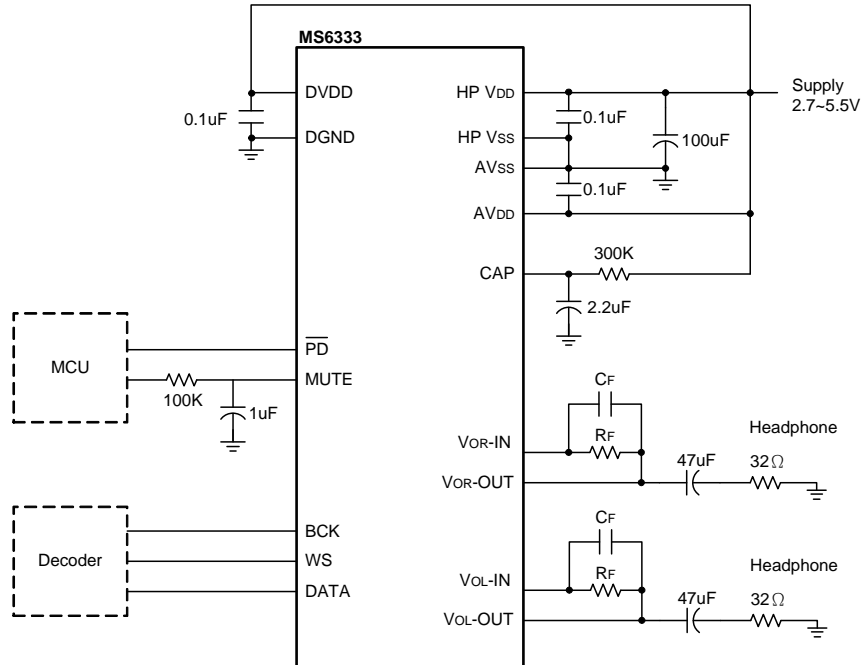 MS6333
DVDD
HP VDD
Supply
2.7~5.5V
0.1uF
0.1uF
DGND
HP VSS
100uF
AVSS
0.1uF
AVDD
300K
CAP
2.2uF
MCU
PD
MUTE
100K
1uF
CF
VOR-IN
RF
Headphone
47uF
32Ω
VOR-OUT
BCK
CF
Decoder
WS
VOL-IN
RF
Headphone
DATA
47uF
32Ω
VOL-OUT